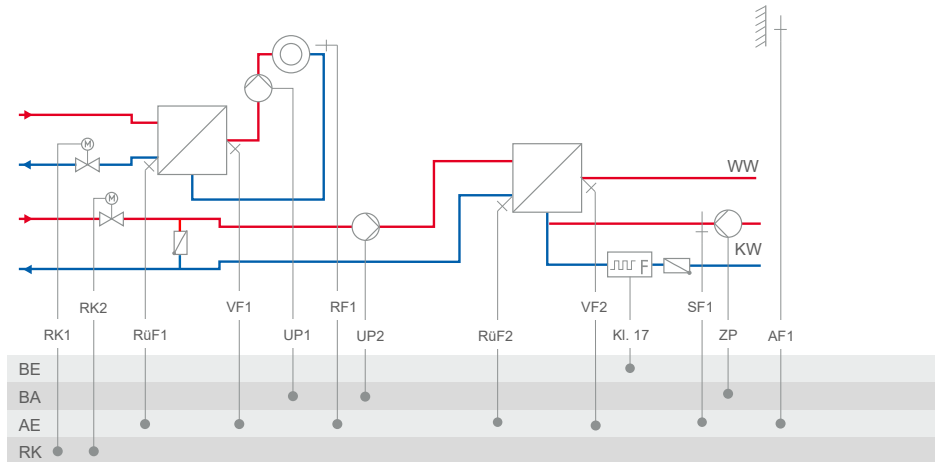 M
M
WW
F
KW
RK1
RK2
RüF1
VF1
UP1
RF1
UP2
RüF2
VF2
Kl. 17
SF1
ZP
AF1
BE
BA
AE
RK